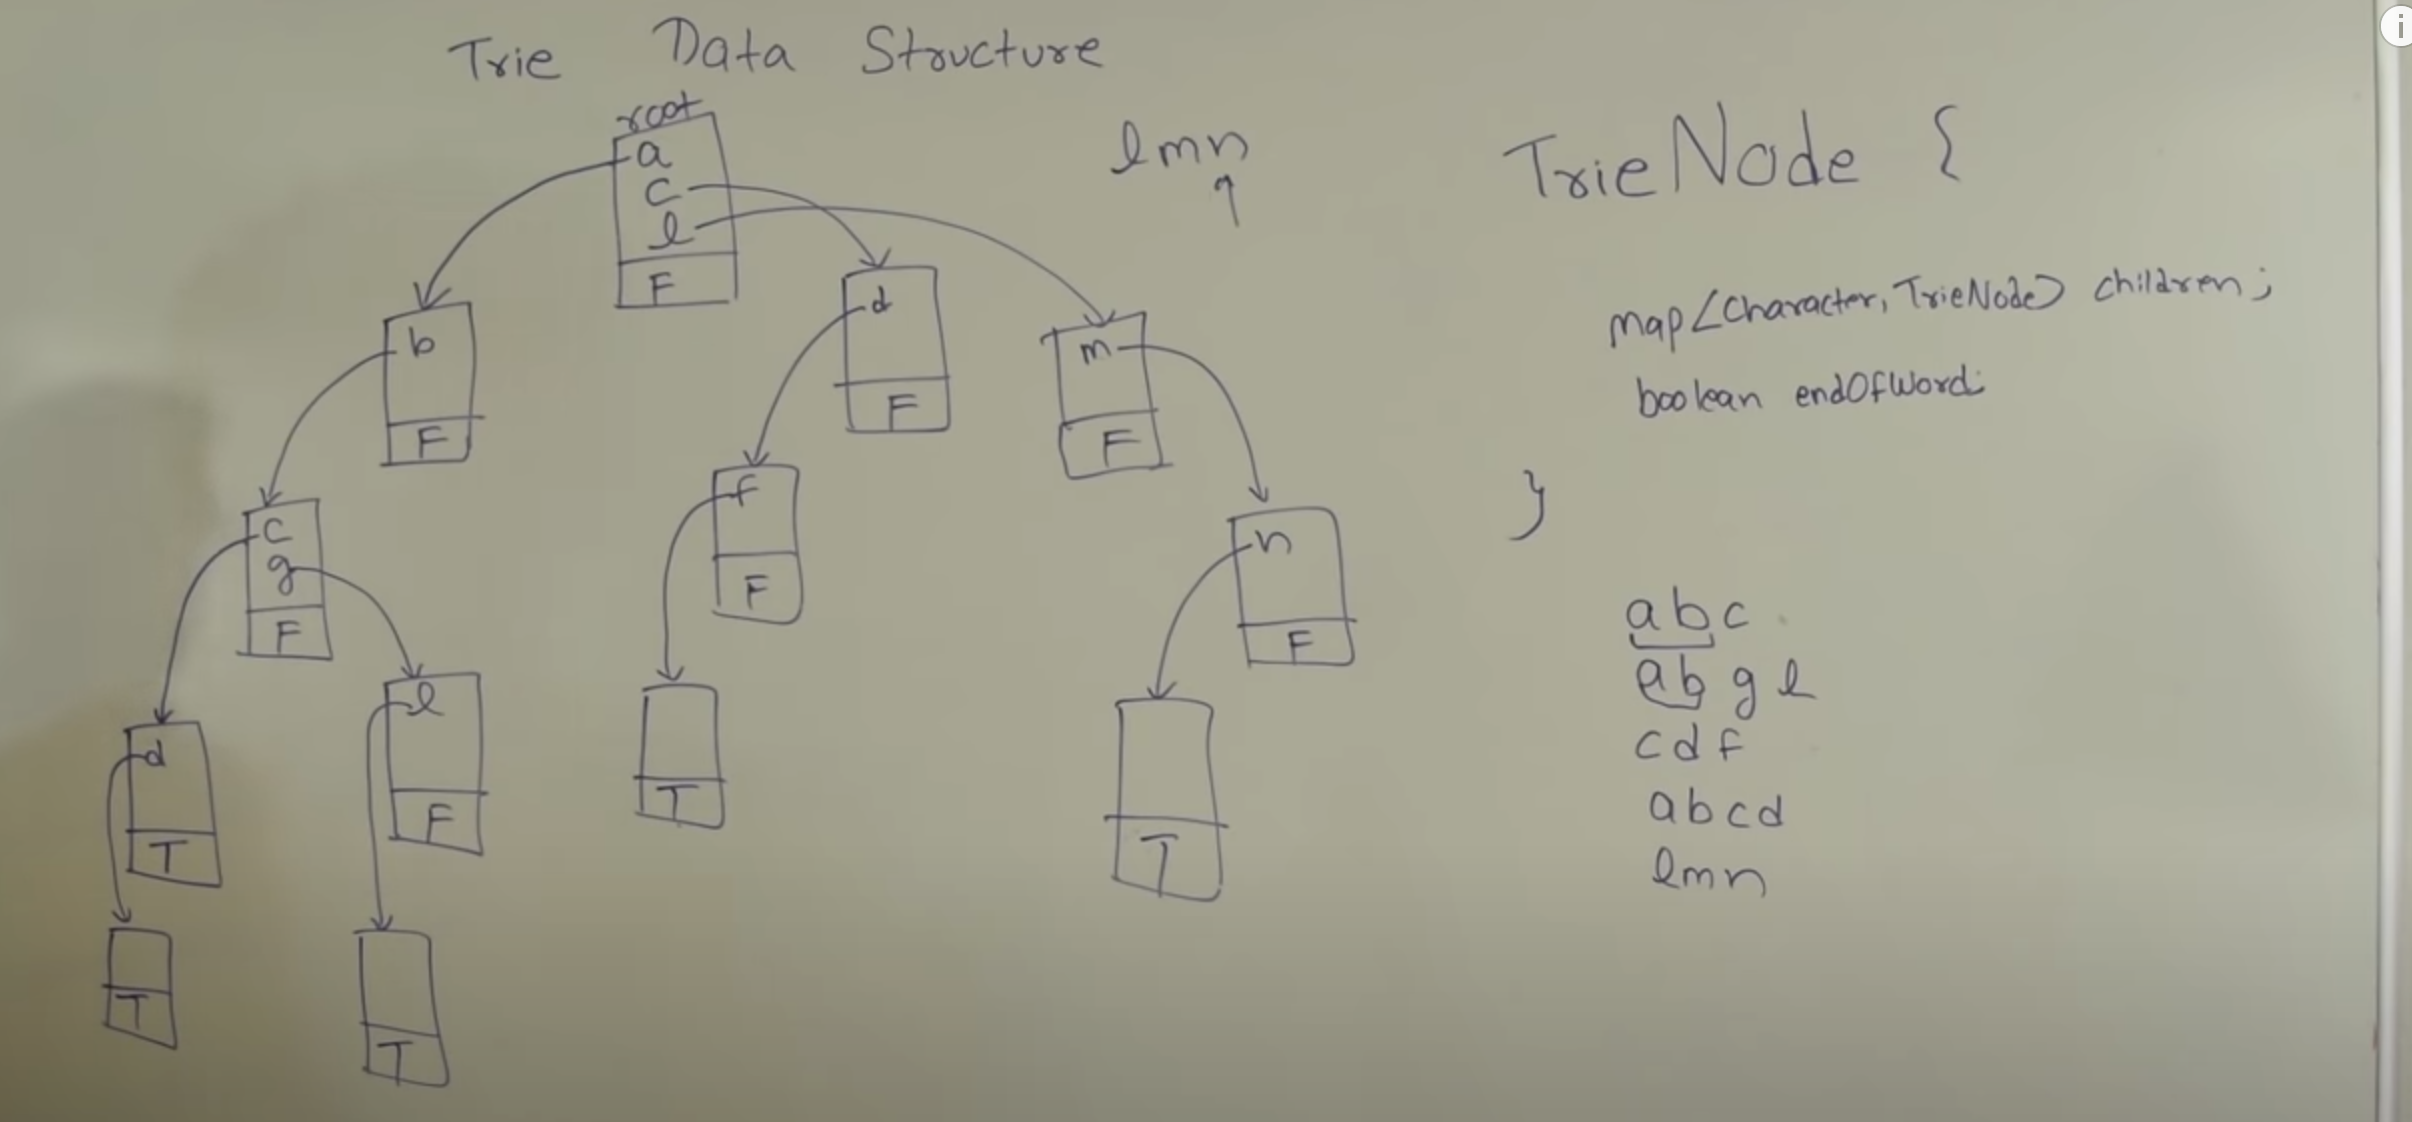 Trie Data Structure
root
a
c
l
F
lmn
TrieNode {
map<Character, TrieNode> children;
boolean endOfWord;
}
b
F
d
F
m
F
c
g
F
f
F
n
F
d
T
l
F
T
T
T
T
abc
abgl
cdf
abcd
lmn
i